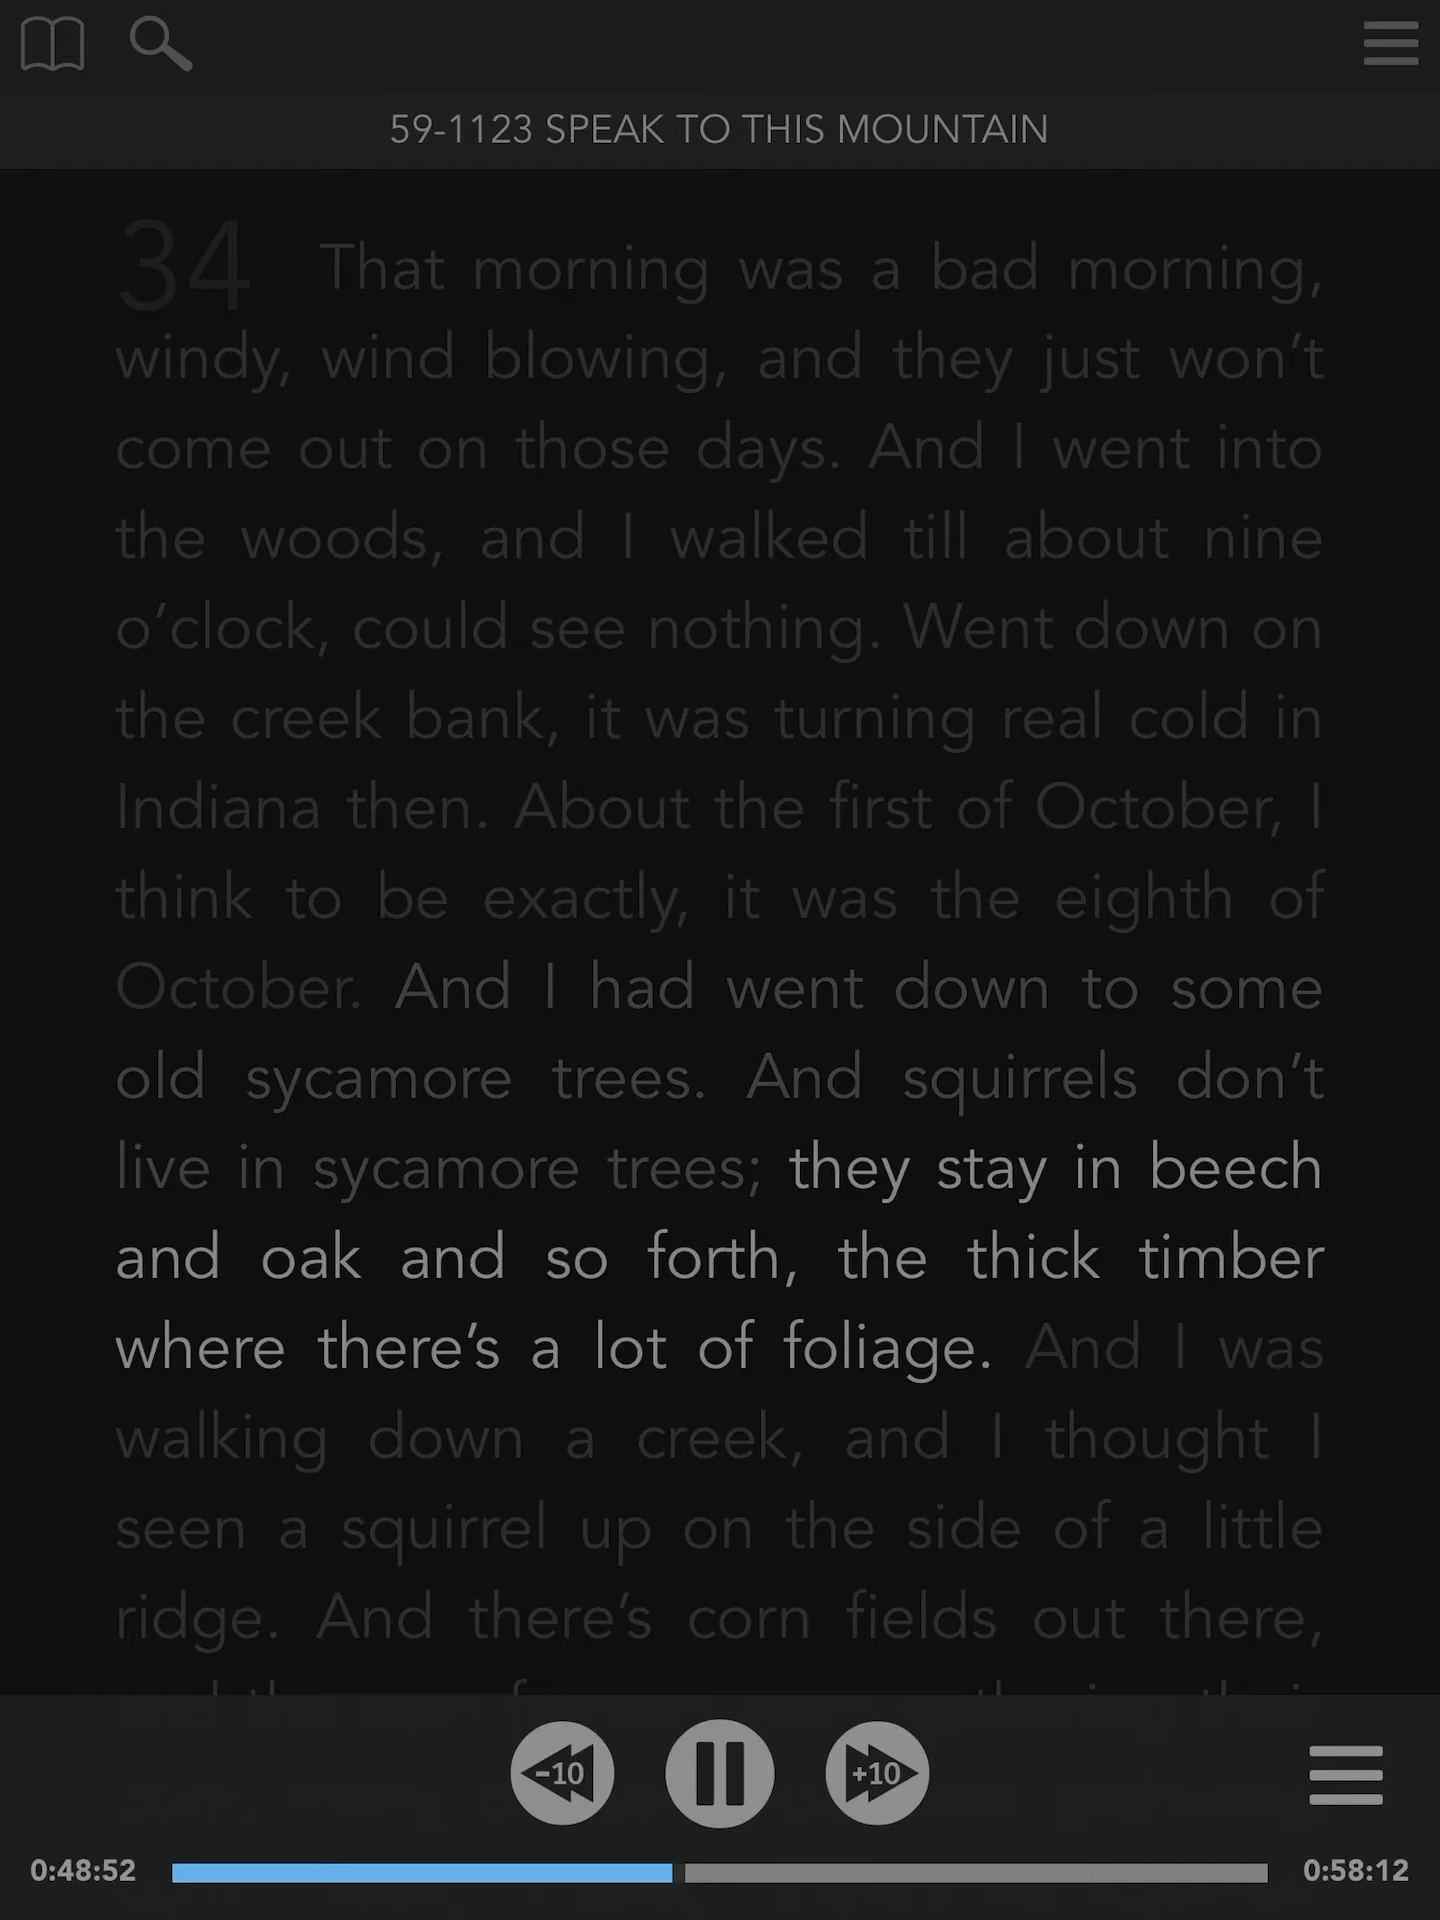 59-1123 SPEAK TO THIS MOUNTAIN
34 That morning was a bad morning,
windy, wind blowing, and they just won’t
come out on those days. And I went into
the woods, and I walked till about nine
o’clock, could see nothing. Went down on
the creek bank, it was turning real cold in
Indiana then. About the first of October, I
think to be exactly, it was the eighth of
October. And I had went down to some
old sycamore trees. And squirrels don’t
live in sycamore trees; they stay in beech
and oak and so forth, the thick timber
where there’s a lot of foliage. And I was
walking down a creek, and I thought I
seen a squirrel up on the side of a little
ridge. And there’s corn fields out there,
-10 +10
0:48:52 0:58:12